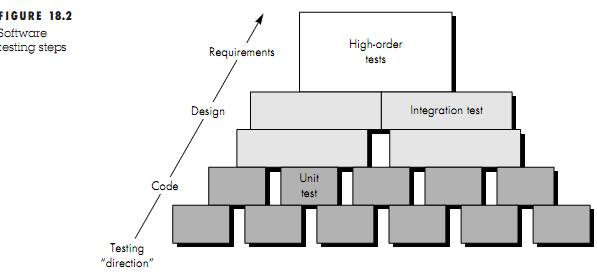 FIGURE 18.2
Software
testing steps
High-order
tests
Requirements
Integration test
Design
Unit
test
Code
Testing
"direction"